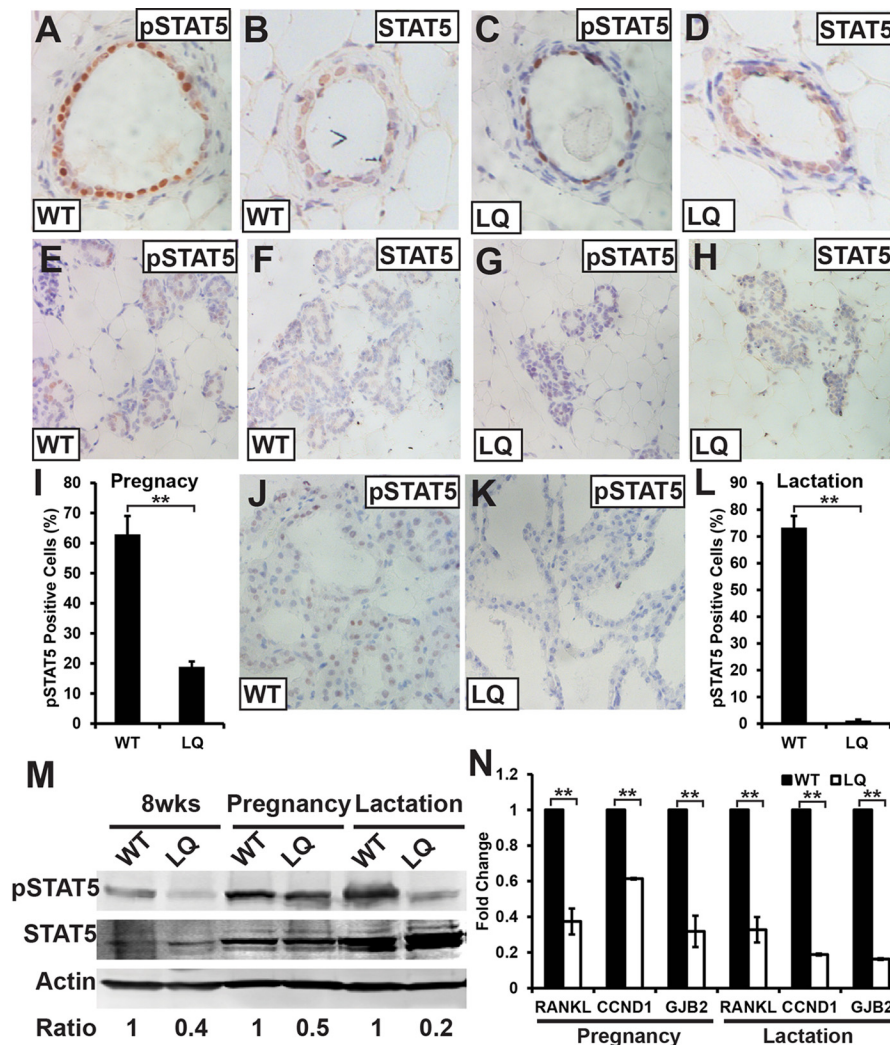 A pSTAT5 B STAT5 C pSTAT5 D STAT5
WT WT LQ LQ
E pSTAT5 F STAT5 G pSTAT5 H STAT5
WT WT LQ LQ
I Pregnacy
**
pSTAT5 Positive Cells (%)
80
70
60
50
40
30
20
10
0
WT LQ
J pSTAT5 K pSTAT5
WT LQ
L Lactation
**
pSTAT5 Positive Cells (%)
90
80
70
60
50
40
30
20
10
0
WT LQ
M
8wks Pregnancy Lactation
WT LQ WT LQ WT LQ
pSTAT5
STAT5
Actin
Ratio 1 0.4 1 0.5 1 0.2
N
WT LQ
** ** ** ** ** **
Fold Change
1.2
1
0.8
0.6
0.4
0.2
0
RANKL CCND1 GJB2 RANKL CCND1 GJB2
Pregnancy Lactation